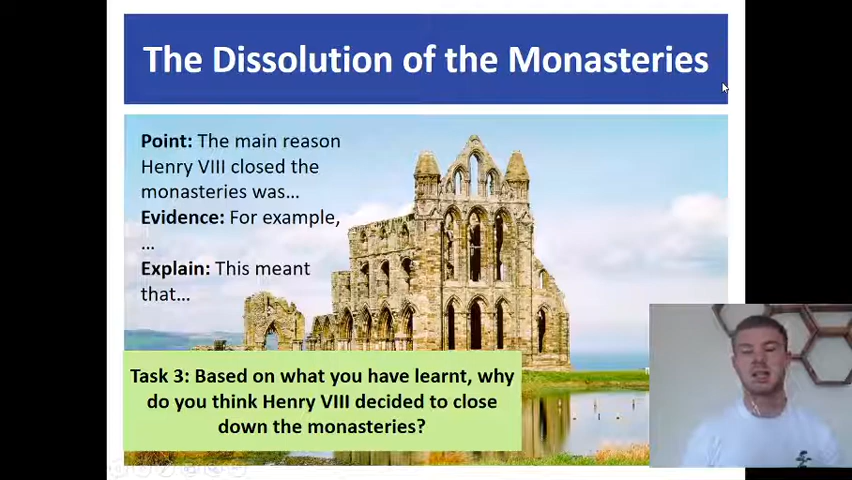 The Dissolution of the Monasteries
Point: The main reason
Henry VIII closed the
monasteries was…
Evidence: For example,
…
Explain: This meant
that…
Task 3: Based on what you have learnt, why
do you think Henry VIII decided to close
down the monasteries?